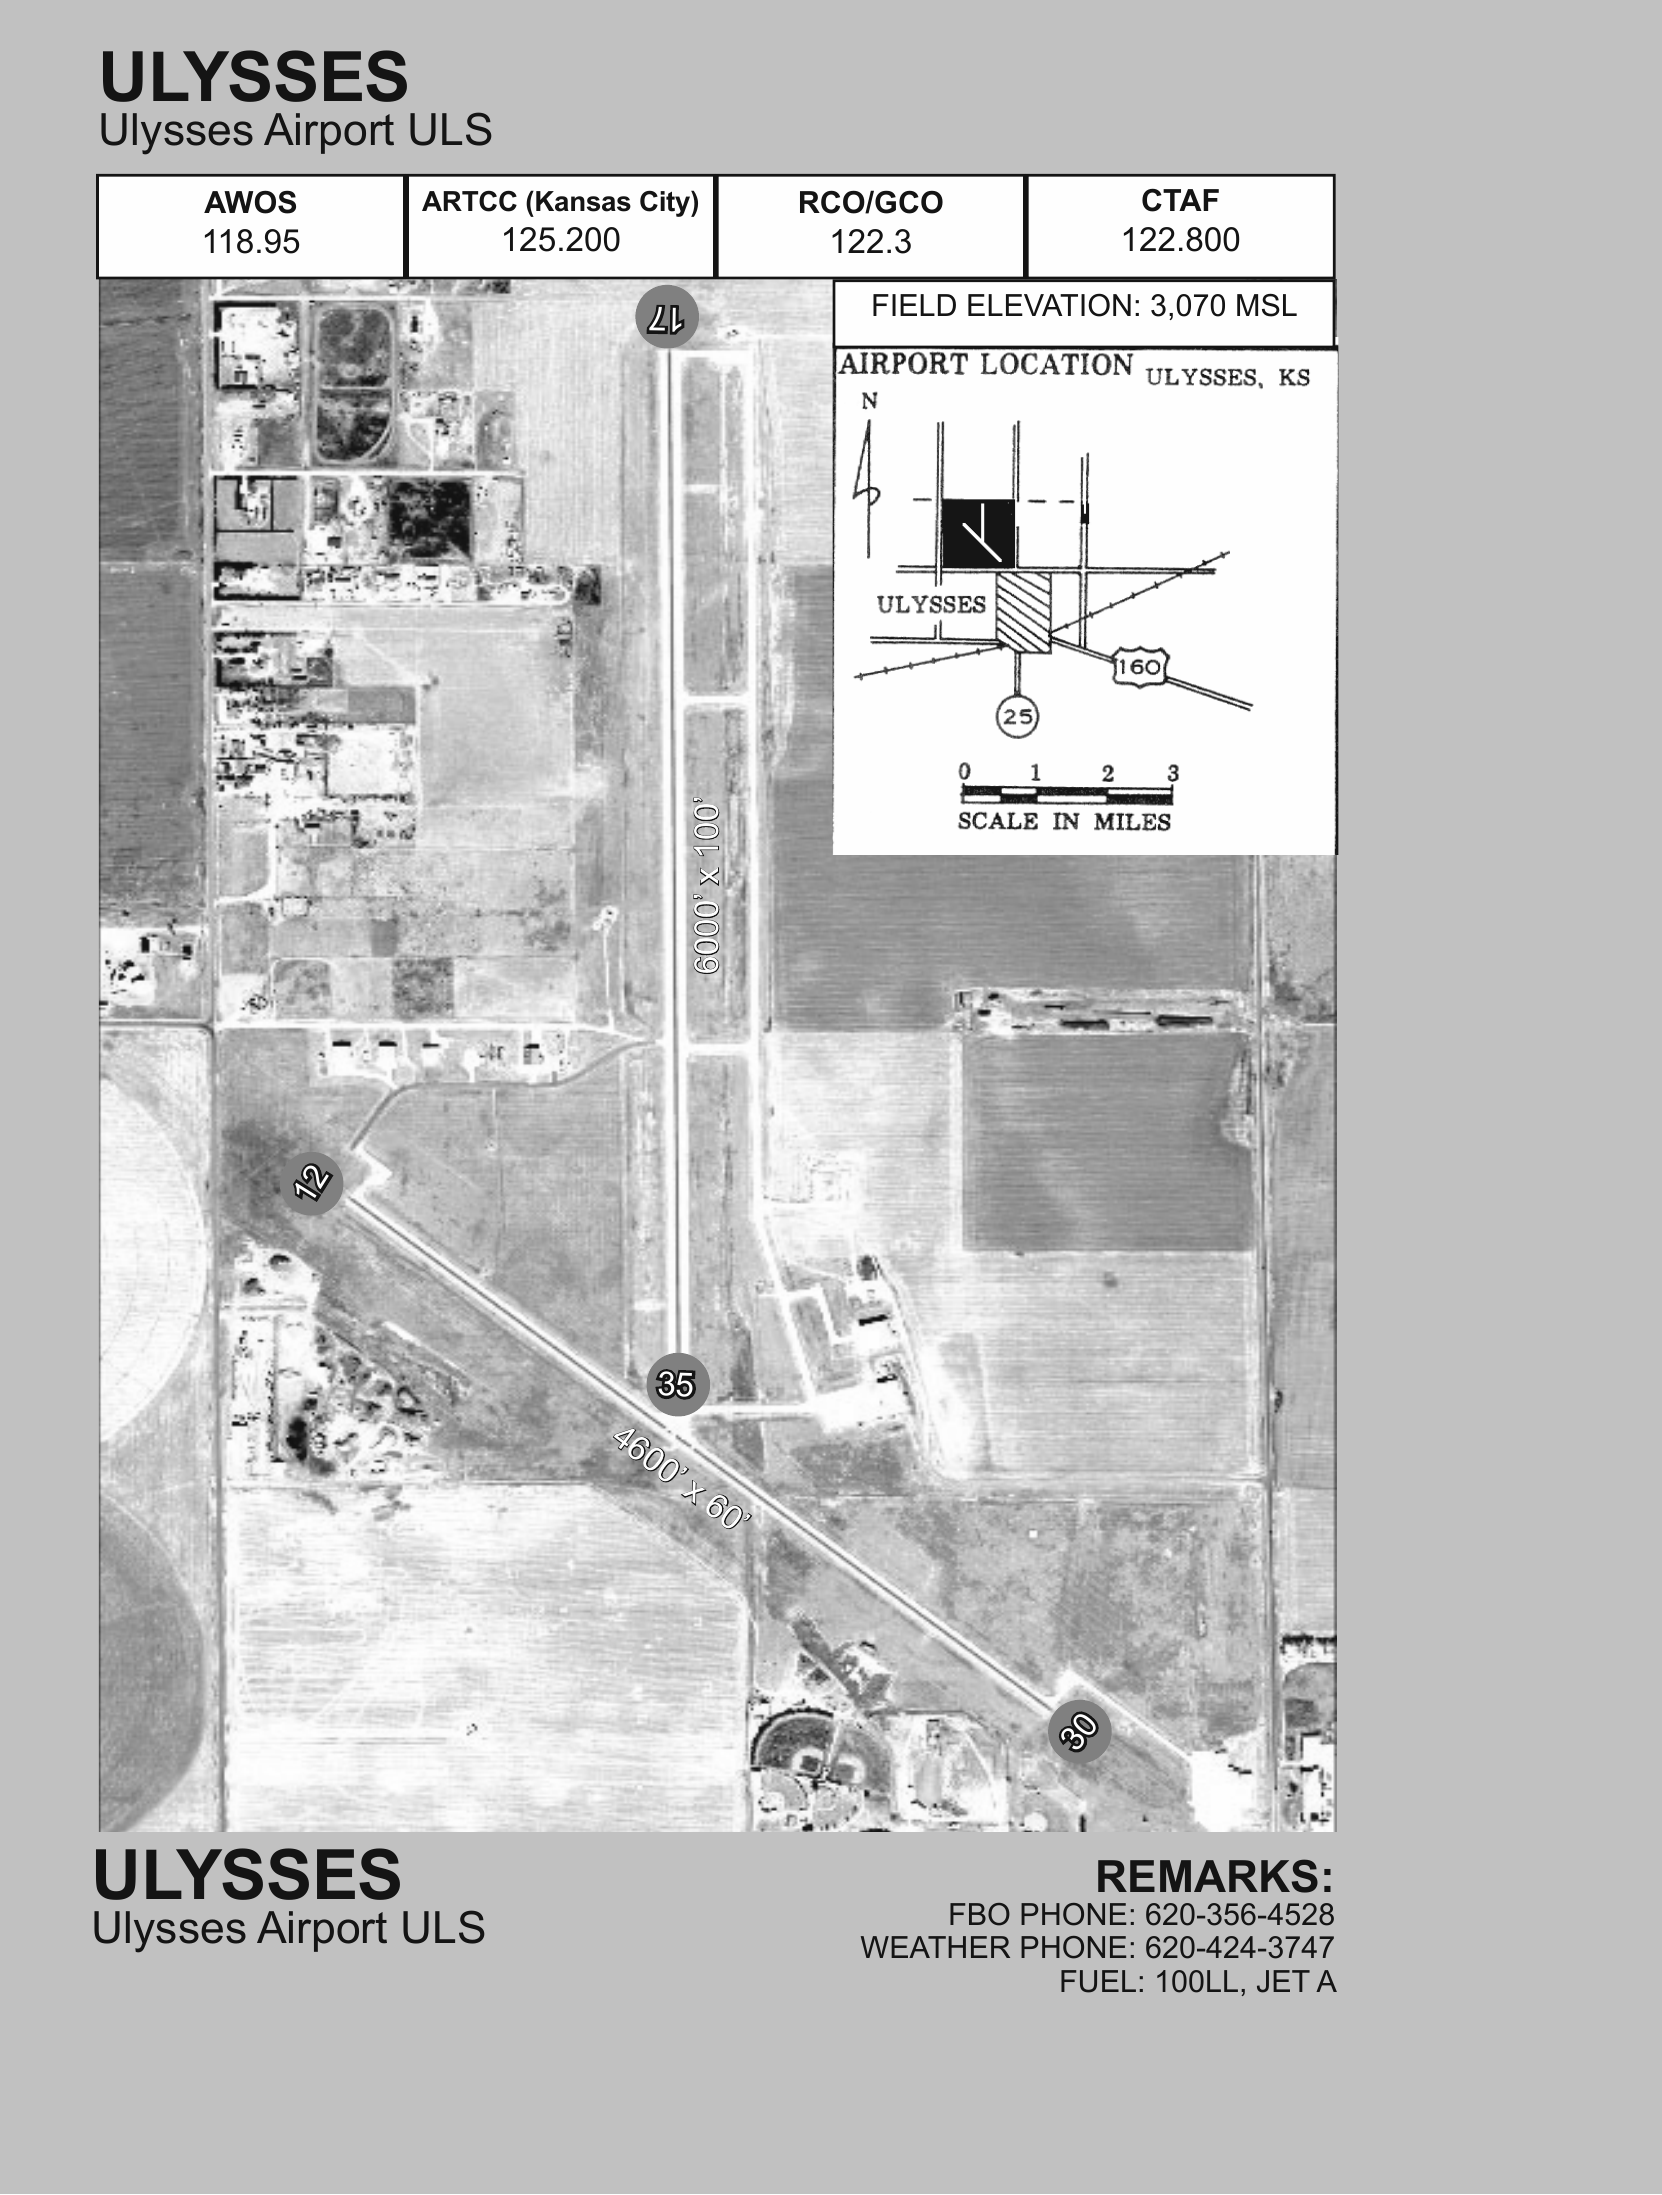 ULYSSES
Ulysses Airport ULS
AWOS
118.95
ARTCC (Kansas City)
125.200
RCO/GCO
122.3
CTAF
122.800
17
FIELD ELEVATION: 3,070 MSL
AIRPORT LOCATION ULYSSES, KS
N
ULYSSES
160
25
0 1 2 3
SCALE IN MILES
6000’ x 100’
12
35
4600’ x 60’
30
ULYSSES
Ulysses Airport ULS
REMARKS:
FBO PHONE: 620-356-4528
WEATHER PHONE: 620-424-3747
FUEL: 100LL, JET A